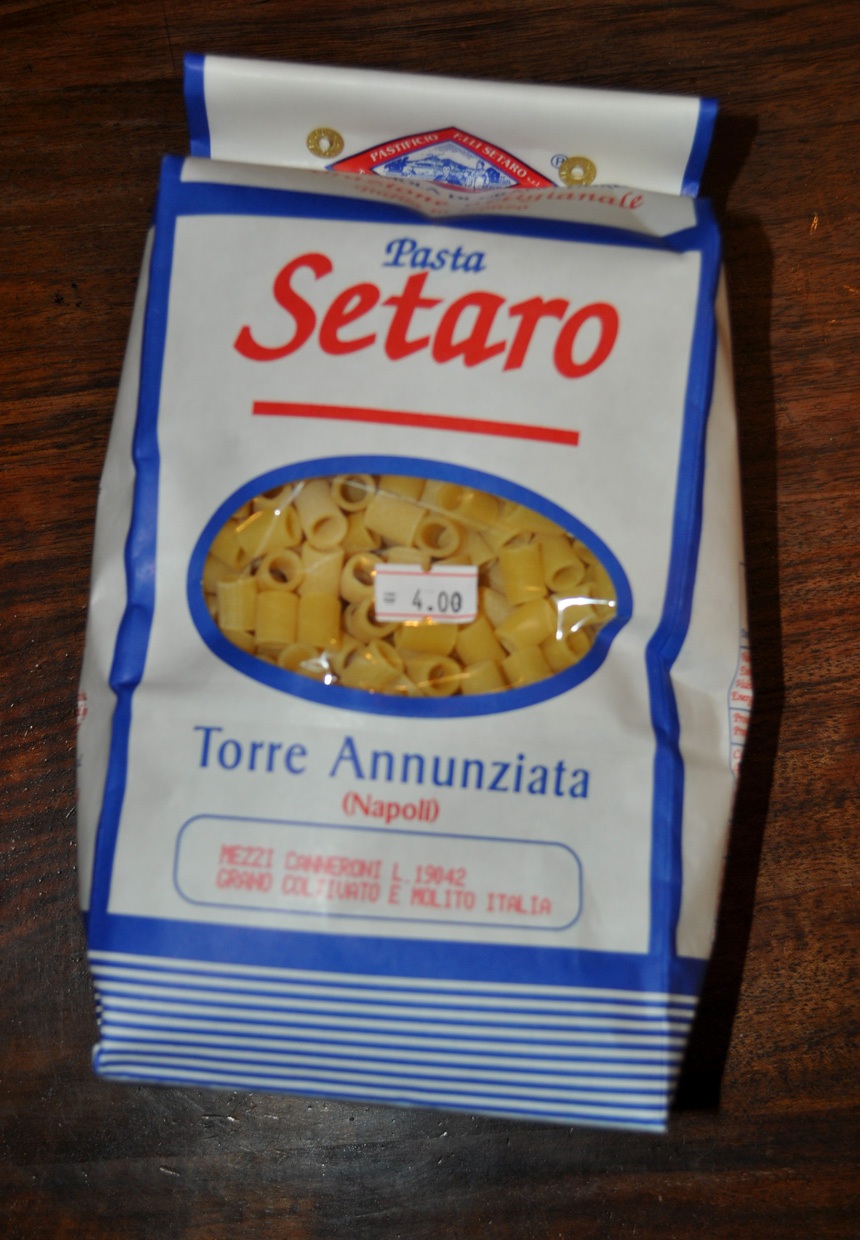 PASTIFICIO F.LLI SETARO
Pasta
Setaro
= 4.00
Torre Annunziata
(Napoli)
MEZZI CANNERONI L.19042
GRANO COLTIVATO E MOLITO ITALIA